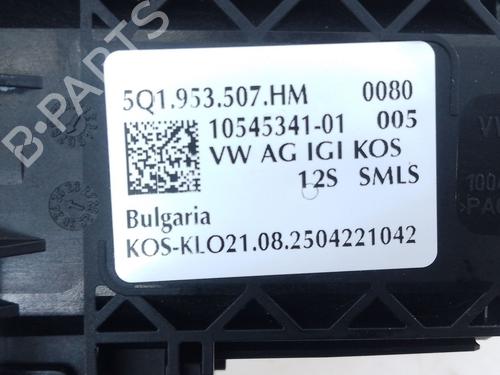 B-PARTS
5Q1.953.507.HM 0080
10545341-01 005
VW AG IGI KOS
12S SMLS
Bulgaria
KOS-KLO21.08.2504221042